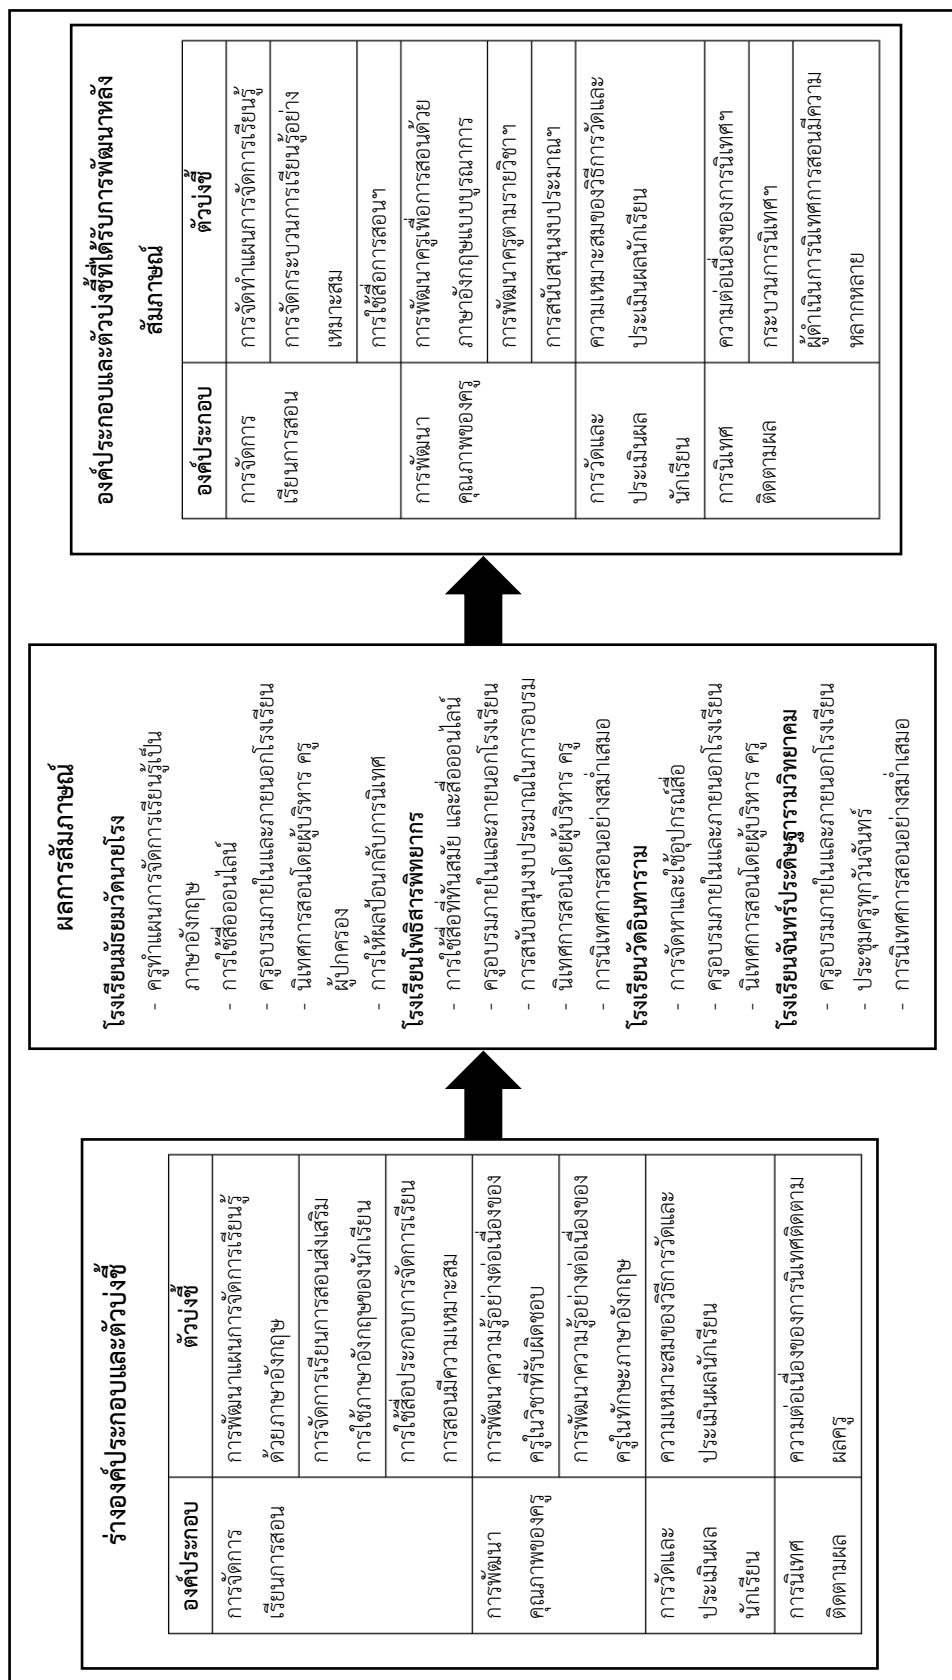 ร่างองค์ประกอบและตัวบ่งชี้
องค์ประกอบ ตัวบ่งชี้
การจัดการ
เรียนการสอน
การพัฒนาแผนการจัดการเรียนรู้
ด้วยภาษาอังกฤษ
การจัดการเรียนการสอนส่งเสริม
การใช้ภาษาอังกฤษของนักเรียน
การใช้สื่อประกอบการจัดการเรียน
การสอนมีความเหมาะสม
การพัฒนา
คุณภาพของครู
การพัฒนาความรู้อย่างต่อเนื่องของ
ครูในวิชาที่รับผิดชอบ
การพัฒนาความรู้อย่างต่อเนื่องของ
ครูในทักษะภาษาอังกฤษ
การวัดและ
ประเมินผล
นักเรียน
ความเหมาะสมของวิธีการวัดและ
ประเมินผลนักเรียน
การนิเทศ
ติดตามผล
ความต่อเนื่องของการนิเทศติดตาม
ผลครู
ผลการสัมภาษณ์
โรงเรียนมัธยมวัดนายโรง
- ครูทำแผนการจัดการเรียนรู้เป็น
ภาษาอังกฤษ
- การใช้สื่อออนไลน์
- ครูอบรมภายในและภายนอกโรงเรียน
- นิเทศการสอนโดยผู้บริหาร ครู
ผู้ปกครอง
- การให้ผลป้อนกลับการนิเทศ
โรงเรียนโพธิสารพิทยากร
- การใช้สื่อที่ทันสมัย และสื่อออนไลน์
- ครูอบรมภายในและภายนอกโรงเรียน
- การสนับสนุนงบประมาณในการอบรม
- นิเทศการสอนโดยผู้บริหาร ครู
- การนิเทศการสอนอย่างสม่ำเสมอ
โรงเรียนวัดอินทาราม
- การจัดหาและใช้อุปกรณ์สื่อ
- ครูอบรมภายในและภายนอกโรงเรียน
- นิเทศการสอนโดยผู้บริหาร ครู
โรงเรียนจันทร์ประดิษฐารามวิทยาคม
- ครูอบรมภายในและภายนอกโรงเรียน
- ประชุมครูทุกวันจันทร์
- การนิเทศการสอนอย่างสม่ำเสมอ
องค์ประกอบและตัวบ่งชี้ที่ได้รับการพัฒนาหลัง
สัมภาษณ์
องค์ประกอบ ตัวบ่งชี้
การจัดการ
เรียนการสอน
การจัดทำแผนการจัดการเรียนรู้
การจัดกระบวนการเรียนรู้อย่าง
เหมาะสม
การใช้สื่อการสอนฯ
การพัฒนา
คุณภาพของครู
การพัฒนาครูเพื่อการสอนด้วย
ภาษาอังกฤษแบบบูรณาการ
การพัฒนาครูตามรายวิชาฯ
การสนับสนุนงบประมาณฯ
การวัดและ
ประเมินผล
นักเรียน
ความเหมาะสมของวิธีการวัดและ
ประเมินผลนักเรียน
การนิเทศ
ติดตามผล
ความต่อเนื่องของการนิเทศฯ
กระบวนการนิเทศฯ
ผู้ดำเนินการนิเทศการสอนมีความ
หลากหลาย